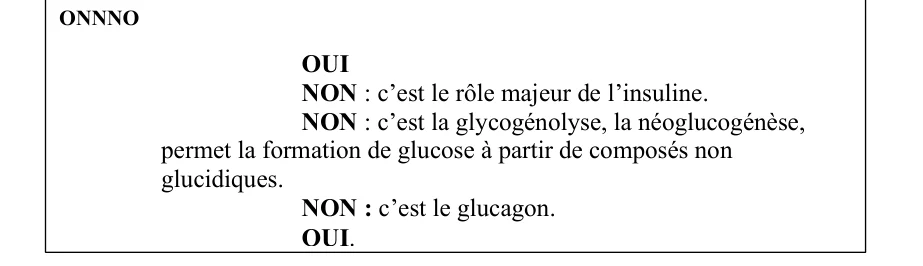 ONNNO
OUI
NON : c’est le rôle majeur de l’insuline.
NON : c’est la glycogénolyse, la néoglucogénèse,
permet la formation de glucose à partir de composés non
glucidiques.
NON : c’est le glucagon.
OUI.